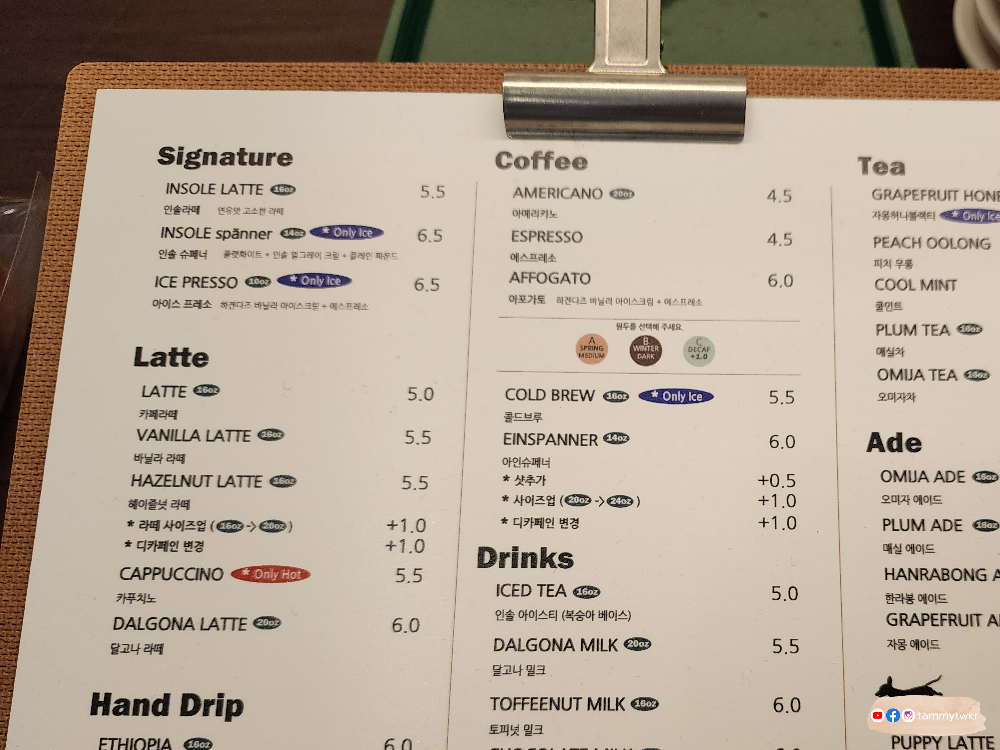 Signature
INSOLE LATTE 16oz 5.5
인솔라떼 연유맛 고소한 라떼
INSOLE spänner 14oz * Only Ice 6.5
인솔 슈페너 플랫화이트 + 인솔 얼그레이 크림 + 플레인 파운드
ICE PRESSO 10oz * Only Ice 6.5
아이스 프레소 하겐다즈 바닐라 아이스크림 + 에스프레소
Latte
LATTE 16oz 5.0
카페라떼
VANILLA LATTE 16oz 5.5
바닐라 라떼
HAZELNUT LATTE 16oz 5.5
헤이즐넛 라떼
* 라떼 사이즈업 (16oz -> 20oz) +1.0
* 디카페인 변경 +1.0
CAPPUCCINO * Only Hot 5.5
카푸치노
DALGONA LATTE 20oz 6.0
달고나 라떼
Hand Drip
ETHIOPIA 16oz 6.0
Coffee
AMERICANO 20oz 4.5
아메리카노
ESPRESSO 4.5
에스프레소
AFFOGATO 6.0
아포가토 하겐다즈 바닐라 아이스크림 + 에스프레소
원두를 선택해 주세요.
A SPRING MEDIUM
B WINTER DARK
C DECAF +1.0
COLD BREW 16oz * Only Ice 5.5
콜드브루
EINSPANNER 14oz 6.0
아인슈페너
* 샷추가 +0.5
* 사이즈업 (20oz -> 24oz) +1.0
* 디카페인 변경 +1.0
Drinks
ICED TEA 16oz 5.0
인솔 아이스티 (복숭아 베이스)
DALGONA MILK 20oz 5.5
달고나 밀크
TOFFEENUT MILK 16oz 6.0
토피넛 밀크
Tea
GRAPEFRUIT HONE
자몽허니블랙티 * Only Ice
PEACH OOLONG
피치 우롱
COOL MINT
쿨민트
PLUM TEA 16oz
매실차
OMIJA TEA 16oz
오미자차
Ade
OMIJA ADE 16oz
오미자 에이드
PLUM ADE 16oz
매실 에이드
HANRABONG A
한라봉 에이드
GRAPEFRUIT A
자몽 에이드
PUPPY LATTE
tammytwkr